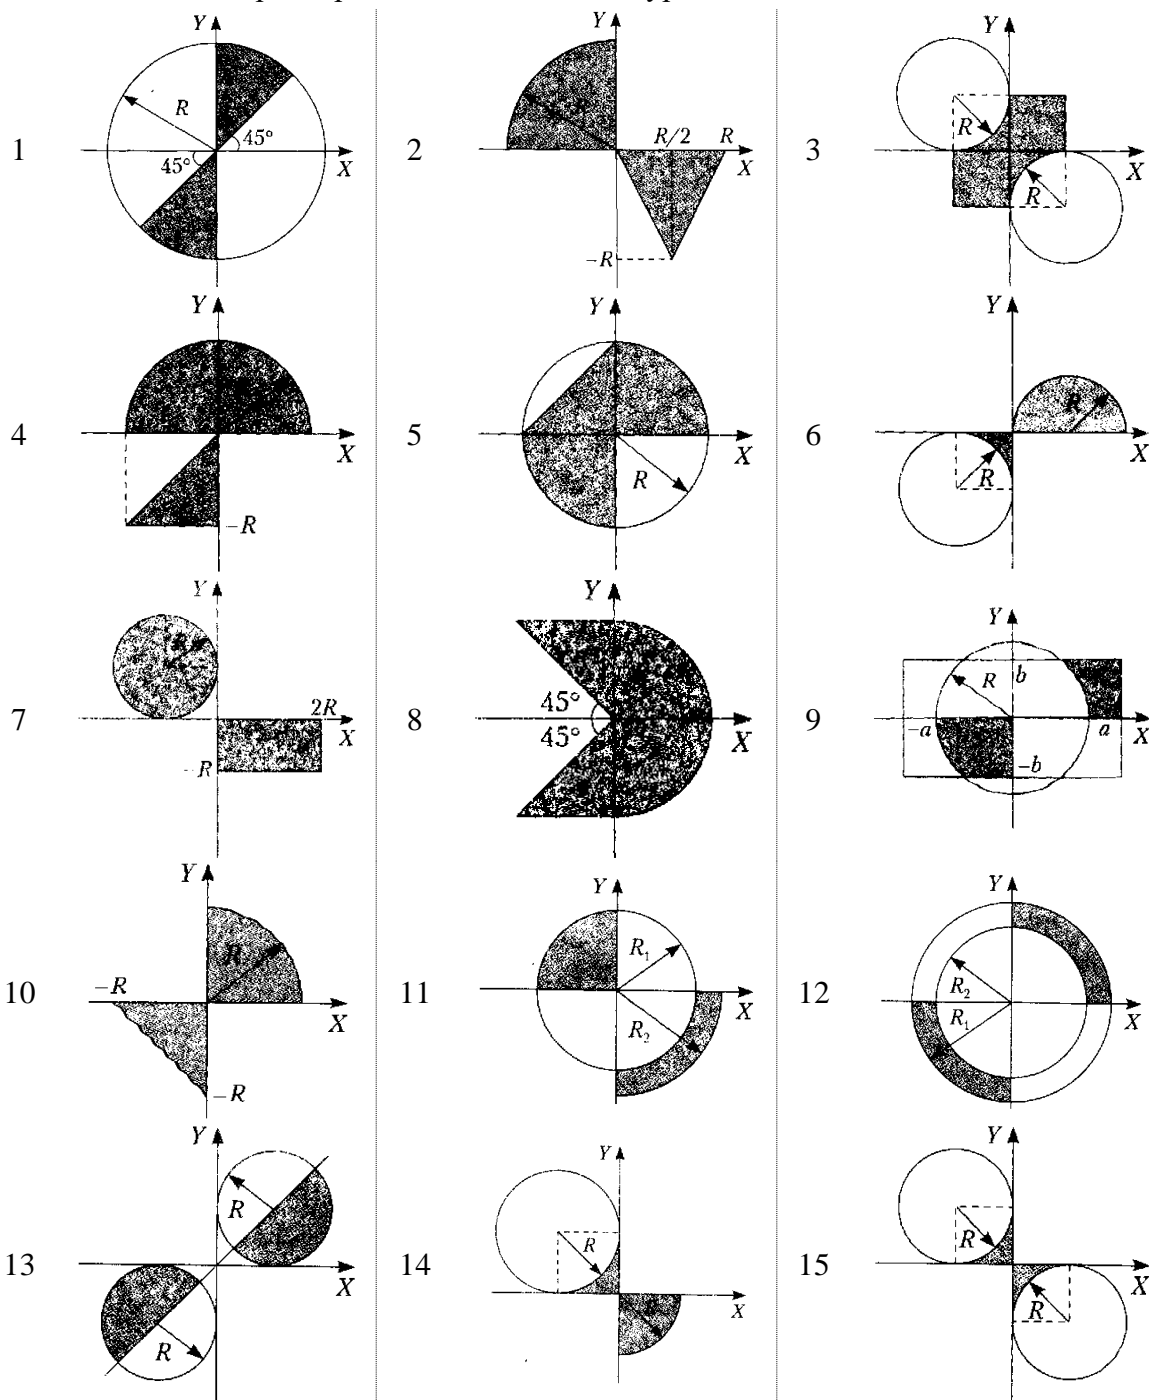 1 Y R 45° 45° X
2 Y R/2 R X −R
3 Y R R X
4 Y X −R
5 Y R X
6 Y R R X
7 Y R 2R X −R
8 Y 45° 45° X
9 Y R b −a a X −b
10 Y R −R X −R
11 Y R₁ R₂ X
12 Y R₂ R₁ X
13 Y R R X
14 Y R R X
15 Y R R X